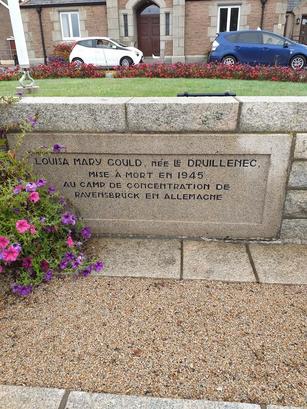 LOUISA MARY GOULD, NÉE LE DRUILLENEC,
MISE À MORT EN 1945
AU CAMP DE CONCENTRATION DE
RAVENSBRÜCK EN ALLEMAGNE